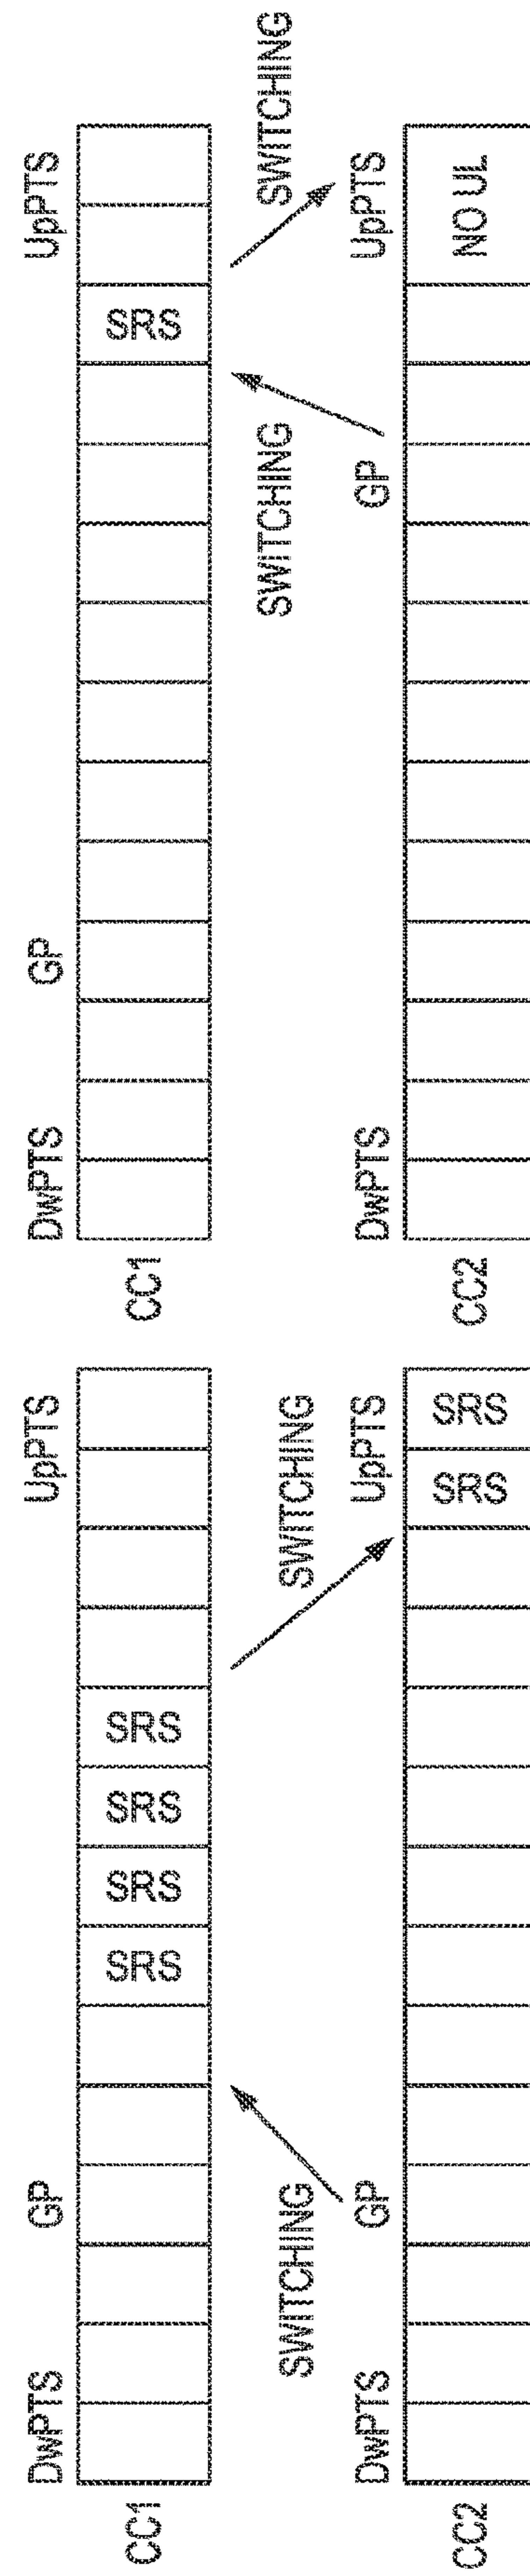 DwPTS GP UpPTS
CC1 SRS SRS SRS SRS
SWITCHING SWITCHING
DwPTS GP UpPTS
CC2 SRS SRS
DwPTS GP UpPTS
CC1 SRS
SWITCHING SWITCHING
DwPTS GP UpPTS
CC2 NO UL